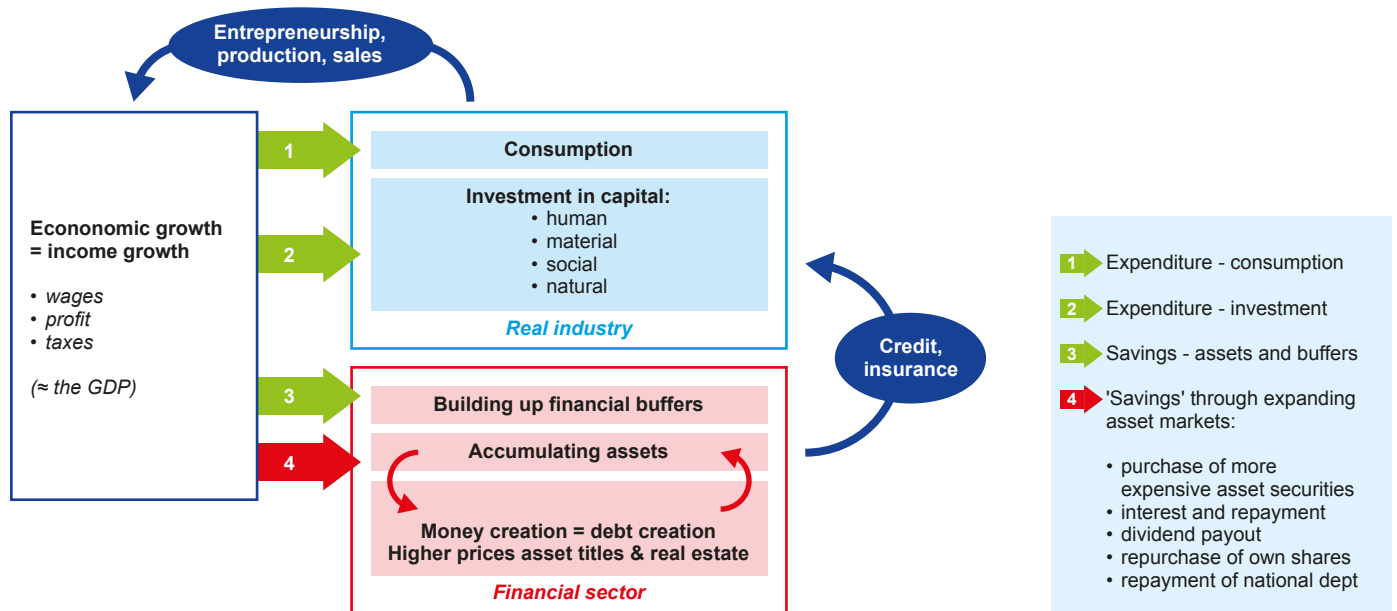 Entrepreneurship,
production, sales
Econonomic growth
= income growth
• wages
• profit
• taxes
(≈ the GDP)
1
2
3
4
Consumption
Investment in capital:
• human
• material
• social
• natural
Real industry
Building up financial buffers
Accumulating assets
Money creation = debt creation
Higher prices asset titles & real estate
Financial sector
Credit,
insurance
1 Expenditure - consumption
2 Expenditure - investment
3 Savings - assets and buffers
4 'Savings' through expanding
asset markets:
• purchase of more
expensive asset securities
• interest and repayment
• dividend payout
• repurchase of own shares
• repayment of national dept